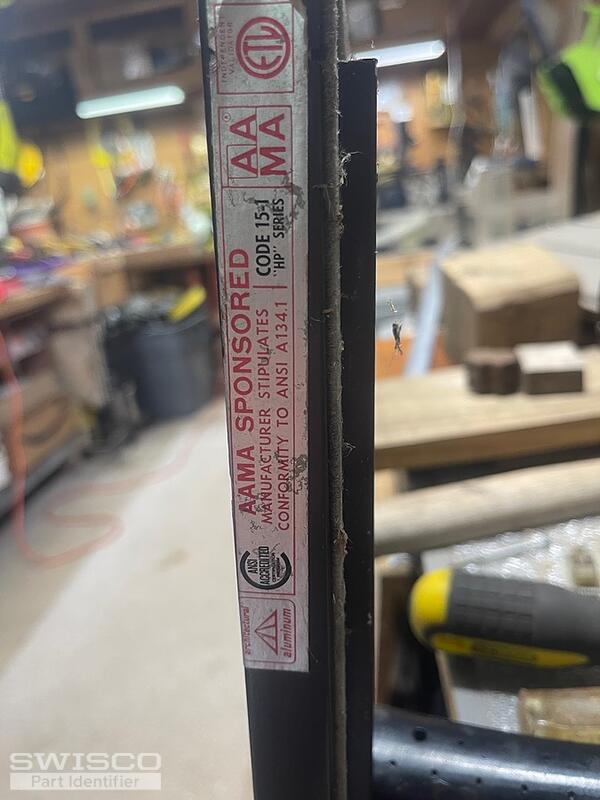 architectural
aluminum
ANSI
ACCREDITED
AAMA SPONSORED
MANUFACTURER STIPULATES
CONFORMITY TO ANSI A134.1
CODE 15-1
"HP" SERIES
AA
MA
®
ETL
SWISCO
Part Identifier